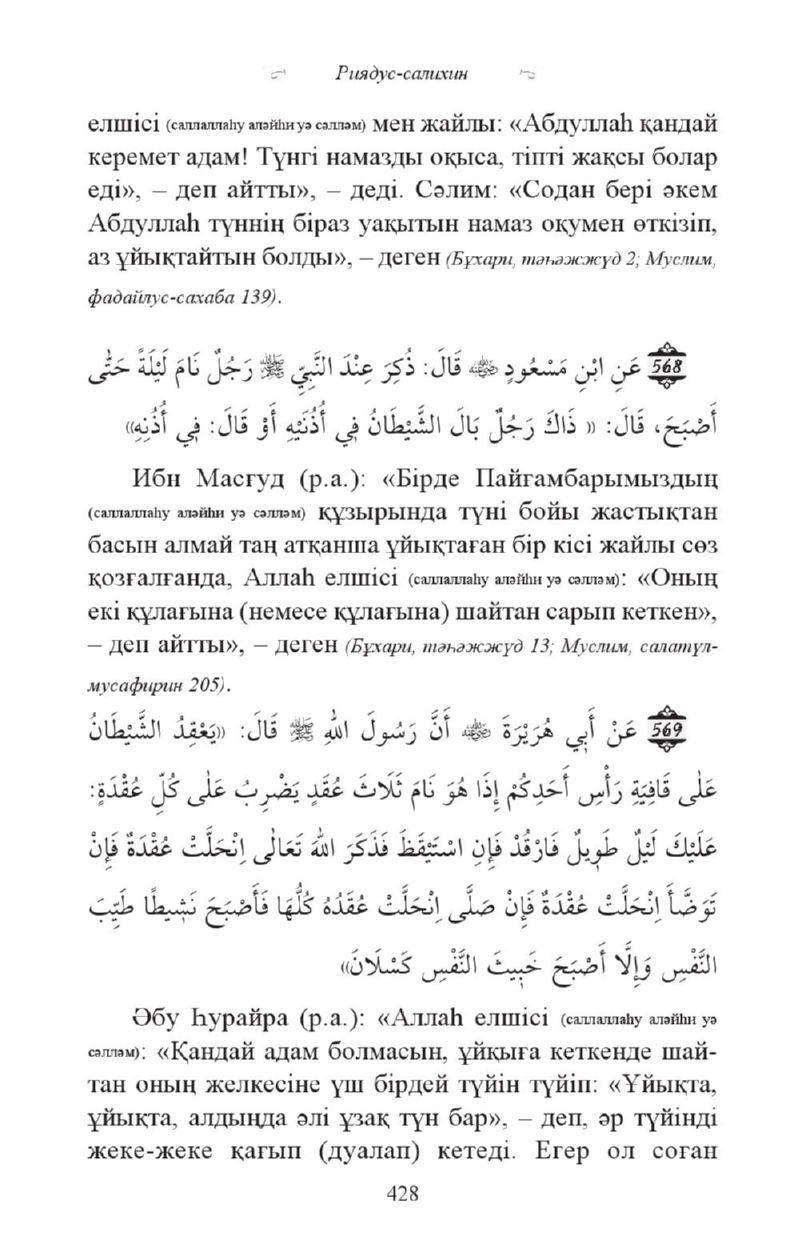 Риядус-салихин
елшісі (саллаллаһу аләйһи уә сәлләм) мен жайлы: «Абдуллаһ қандай
керемет адам! Түнгі намазды оқыса, тіпті жақсы болар
еді», – деп айтты», – деді. Сәлим: «Содан бері әкем
Абдуллаһ түннің біраз уақытын намаз оқумен өткізіп,
аз ұйықтайтын болды», – деген (Бұхари, тәһәжжүд 2; Муслим,
фадайлус-сахаба 139).
568 عَنِ ابْنِ مَسْعُودٍ ﷺ قَالَ: ذُكِرَ عِنْدَ النَّبِيِّ ﷺ رَجُلٌ نَامَ لَيْلَةً حَتَّى
أَصْبَحَ، قَالَ: « ذَاكَ رَجُلٌ بَالَ الشَّيْطَانُ فِي أُذُنَيْهِ أَوْ قَالَ: فِي أُذُنِهِ»
Ибн Масғуд (р.а.): «Бірде Пайғамбарымыздың
(саллаллаһу аләйһи уә сәлләм) құзырында түні бойы жастықтан
басын алмай таң атқанша ұйықтаған бір кісі жайлы сөз
қозғалғанда, Аллаһ елшісі (саллаллаһу аләйһи уә сәлләм): «Оның
екі құлағына (немесе құлағына) шайтан сарып кеткен»,
– деп айтты», – деген (Бұхари, тәһәжжүд 13; Муслим, салатүл-
мусафирин 205).
569 عَنْ أَبِي هُرَيْرَةَ ﷺ أَنَّ رَسُولَ اللهِ ﷺ قَالَ: «يَعْقِدُ الشَّيْطَانُ
عَلَى قَافِيَةِ رَأْسِ أَحَدِكُمْ إِذَا هُوَ نَامَ ثَلَاثَ عُقَدٍ يَضْرِبُ عَلَى كُلِّ عُقْدَةٍ:
عَلَيْكَ لَيْلٌ طَوِيلٌ فَارْقُدْ فَإِنِ اسْتَيْقَظَ فَذَكَرَ اللهَ تَعَالَى اِنْحَلَّتْ عُقْدَةٌ فَإِنْ
تَوَضَّأَ اِنْحَلَّتْ عُقْدَةٌ فَإِنْ صَلَّى اِنْحَلَّتْ عُقَدُهُ كُلُّهَا فَأَصْبَحَ نَشِيطًا طَيِّبَ
النَّفْسِ وَإِلَّا أَصْبَحَ خَبِيثَ النَّفْسِ كَسْلَانَ»
Әбу Һурайра (р.а.): «Аллаһ елшісі (саллаллаһу аләйһи уә
сәлләм): «Қандай адам болмасын, ұйқыға кеткенде шай-
тан оның желкесіне үш бірдей түйін түйіп: «Ұйықта,
ұйықта, алдыңда әлі ұзақ түн бар», – деп, әр түйінді
жеке-жеке қағып (дуалап) кетеді. Егер ол соған
428